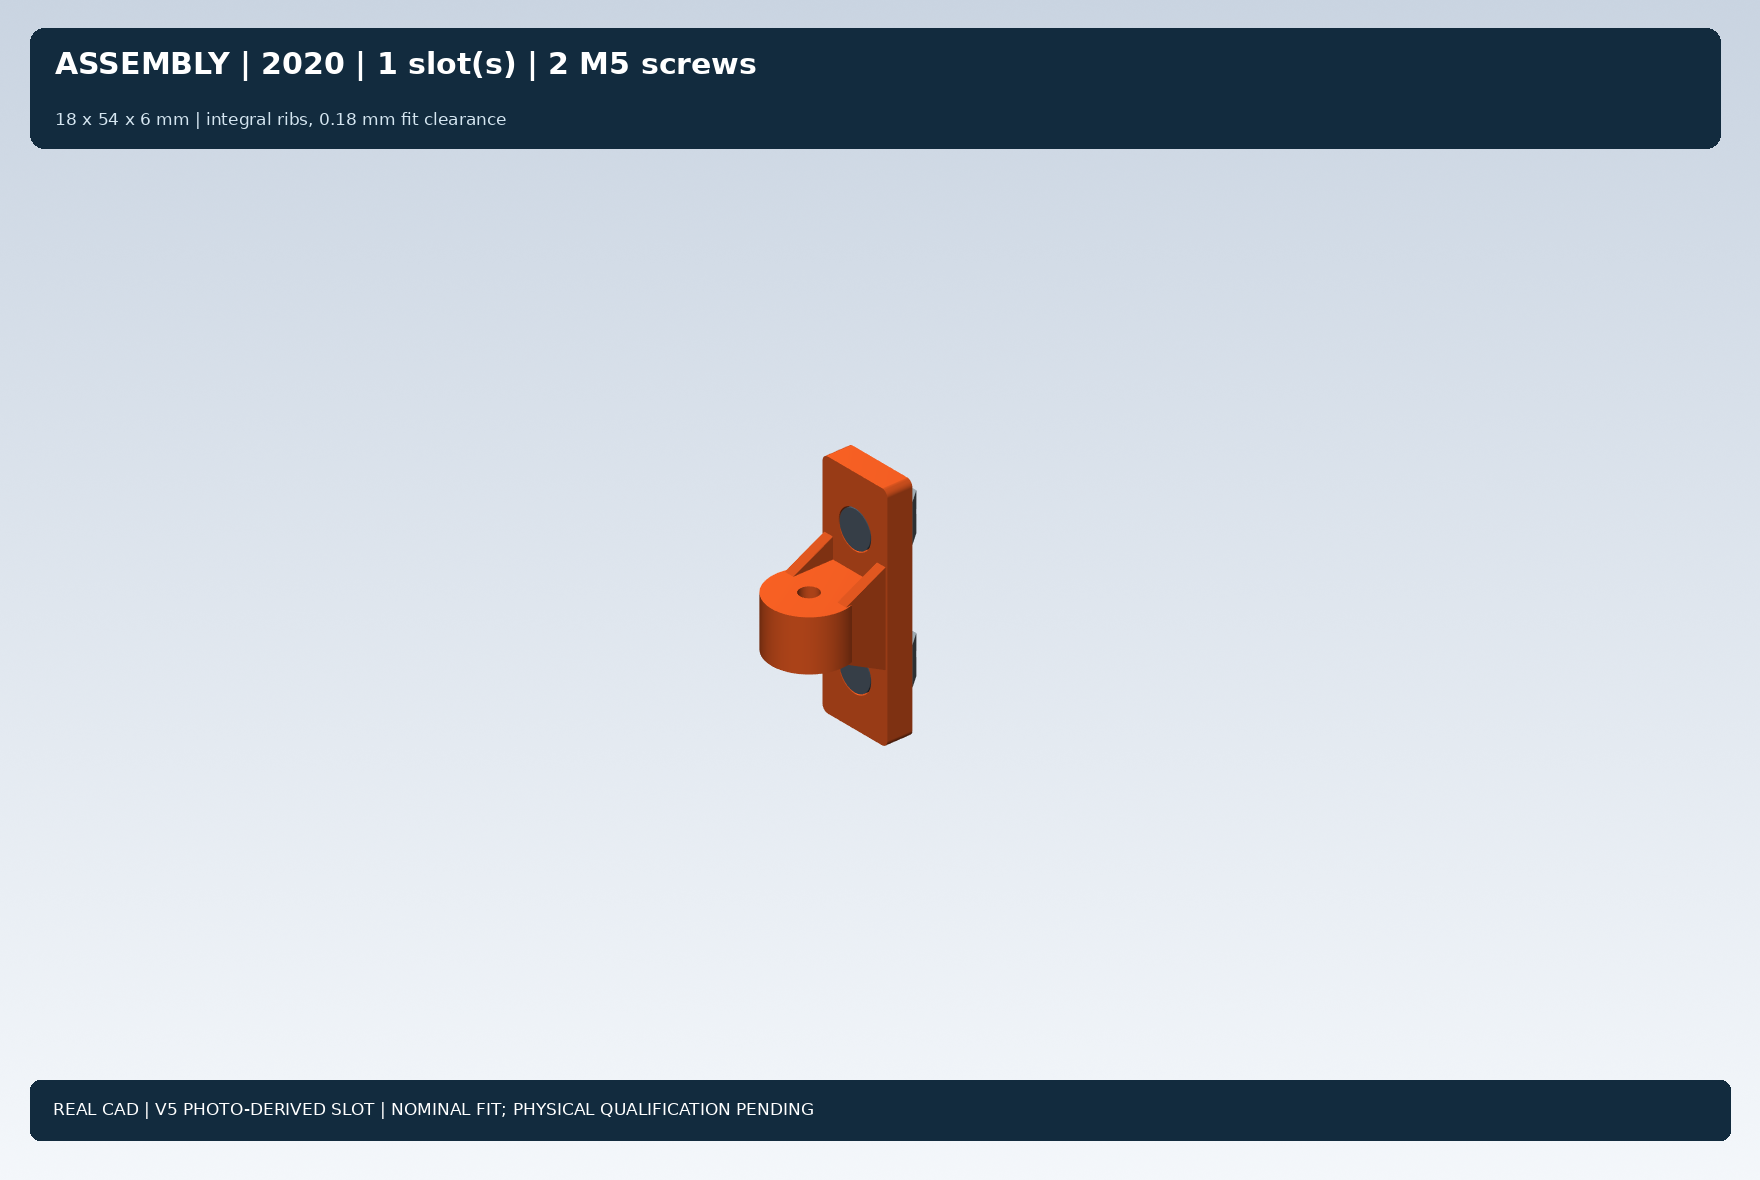 ASSEMBLY | 2020 | 1 slot(s) | 2 M5 screws
18 x 54 x 6 mm | integral ribs, 0.18 mm fit clearance
REAL CAD | V5 PHOTO-DERIVED SLOT | NOMINAL FIT; PHYSICAL QUALIFICATION PENDING